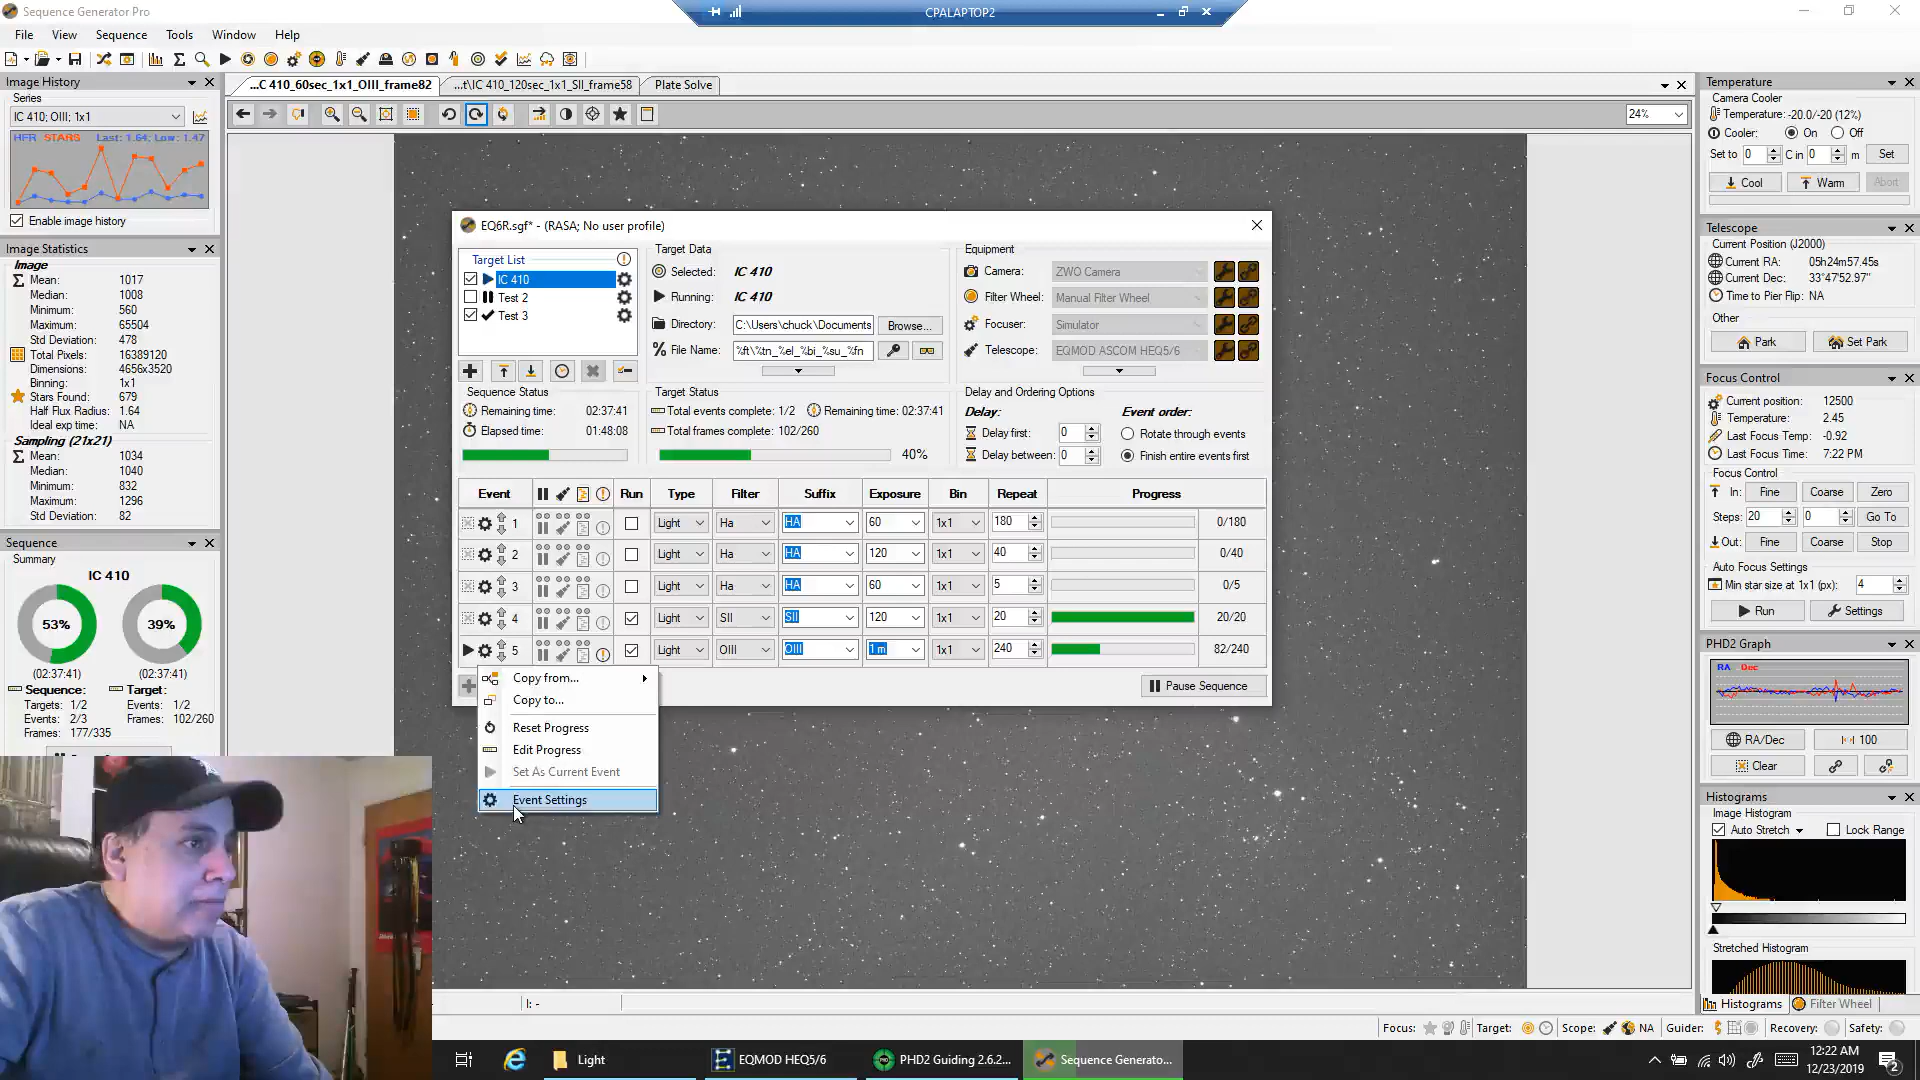 Sequence Generator Pro
CPALAPTOP2
File View Sequence Tools Window Help
Image History
Series
IC 410; OIII; 1x1
HFR STARS Last: 1.64; Low: 1.47
Enable image history
Image Statistics
Image
Mean: 1017
Median: 1008
Minimum: 560
Maximum: 65504
Std Deviation: 478
Total Pixels: 16389120
Dimensions: 4656x3520
Binning: 1x1
Stars Found: 679
Half Flux Radius: 1.64
Ideal exp time: NA
Sampling (21x21)
Mean: 1034
Median: 1040
Minimum: 832
Maximum: 1296
Std Deviation: 82
Sequence
Summary
IC 410
53% 39%
(02:37:41) (02:37:41)
Sequence: Target:
Targets: 1/2 Events: 1/2
Events: 2/3 Frames: 102/260
Frames: 177/335
...C 410_60sec_1x1_OIII_frame82 ...t\IC 410_120sec_1x1_SII_frame58 Plate Solve
24%
EQ6R.sgf* - (RASA; No user profile)
Target List
IC 410
Test 2
Test 3
Target Data
Selected: IC 410
Running: IC 410
Directory: C:\Users\chuck\Documents Browse...
File Name: %ft\%tn_%el_%bi_%su_%fn
Equipment
Camera: ZWO Camera
Filter Wheel: Manual Filter Wheel
Focuser: Simulator
Telescope: EQMOD ASCOM HEQ5/6
Sequence Status
Remaining time: 02:37:41
Elapsed time: 01:48:08
Target Status
Total events complete: 1/2 Remaining time: 02:37:41
Total frames complete: 102/260
40%
Delay and Ordering Options
Delay: Event order:
Delay first: 0 Rotate through events
Delay between: 0 Finish entire events first
Event Run Type Filter Suffix Exposure Bin Repeat Progress
1 Light Ha HA 60 1x1 180 0/180
2 Light Ha HA 120 1x1 40 0/40
3 Light Ha HA 60 1x1 5 0/5
4 Light SII SII 120 1x1 20 20/20
5 Light OIII OIII 1 m 1x1 240 82/240
Pause Sequence
Copy from...
Copy to...
Reset Progress
Edit Progress
Set As Current Event
Event Settings
I: -
Temperature
Camera Cooler
Temperature: -20.0/-20 (12%)
Cooler: On Off
Set to 0 C in 0 m Set
Cool Warm Abort
Telescope
Current Position (J2000)
Current RA: 05h24m57.45s
Current Dec: 33°47'52.97"
Time to Pier Flip: NA
Other
Park Set Park
Focus Control
Current position: 12500
Temperature: 2.45
Last Focus Temp: -0.92
Last Focus Time: 7:22 PM
Focus Control
In: Fine Coarse Zero
Steps: 20 0 Go To
Out: Fine Coarse Stop
Auto Focus Settings
Min star size at 1x1 (px): 4
Run Settings
PHD2 Graph
RA/ Dec
RA/Dec 100
Clear
Histograms
Image Histogram
Auto Stretch Lock Range
Stretched Histogram
Histograms Filter Wheel
Focus: Target: Scope: NA Guider: Recovery: Safety:
Light EQMOD HEQ5/6 PHD2 Guiding 2.6.2... Sequence Generato...
12:22 AM
12/23/2019
2